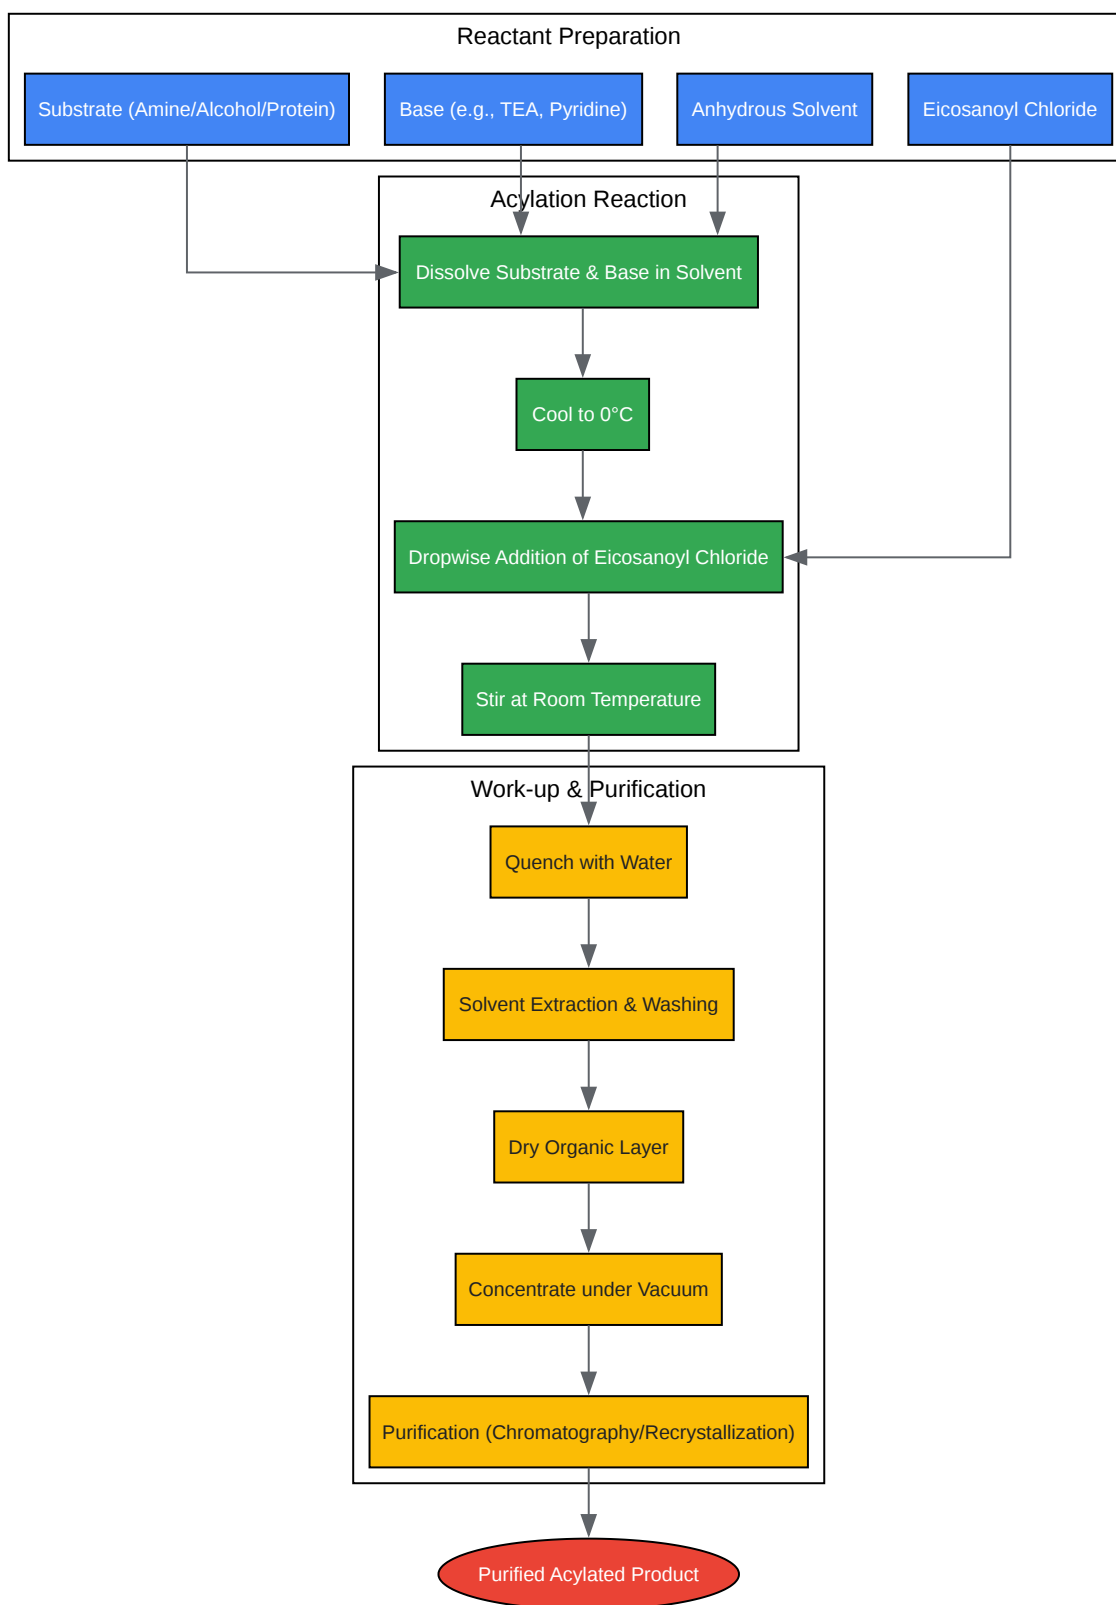 Reactant Preparation
Substrate (Amine/Alcohol/Protein)
Base (e.g., TEA, Pyridine)
Anhydrous Solvent
Eicosanoyl Chloride
Acylation Reaction
Dissolve Substrate & Base in Solvent
Cool to 0°C
Dropwise Addition of Eicosanoyl Chloride
Stir at Room Temperature
Work-up & Purification
Quench with Water
Solvent Extraction & Washing
Dry Organic Layer
Concentrate under Vacuum
Purification (Chromatography/Recrystallization)
Purified Acylated Product